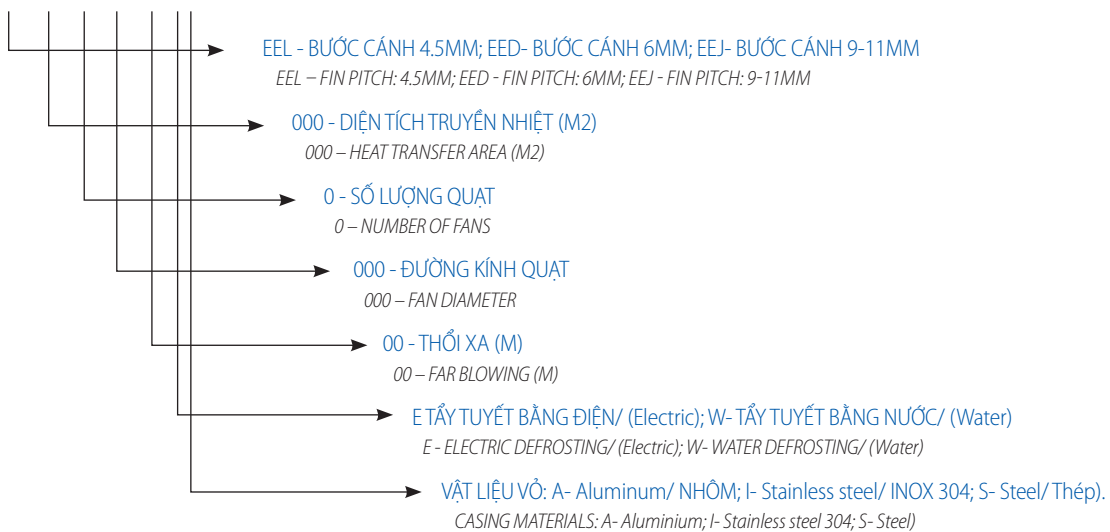 EEL - BƯỚC CÁNH 4.5MM; EED- BƯỚC CÁNH 6MM; EEJ- BƯỚC CÁNH 9-11MM
EEL – FIN PITCH: 4.5MM; EED - FIN PITCH: 6MM; EEJ - FIN PITCH: 9-11MM
000 - DIỆN TÍCH TRUYỀN NHIỆT (M2)
000 – HEAT TRANSFER AREA (M2)
0 - SỐ LƯỢNG QUẠT
0 – NUMBER OF FANS
000 - ĐƯỜNG KÍNH QUẠT
000 – FAN DIAMETER
00 - THỔI XA (M)
00 – FAR BLOWING (M)
E TẨY TUYẾT BẰNG ĐIỆN/ (Electric); W- TẨY TUYẾT BẰNG NƯỚC/ (Water)
E - ELECTRIC DEFROSTING/ (Electric); W- WATER DEFROSTING/ (Water)
VẬT LIỆU VỎ: A- Aluminum/ NHÔM; I- Stainless steel/ INOX 304; S- Steel/ Thép).
CASING MATERIALS: A- Aluminium; I- Stainless steel 304; S- Steel)